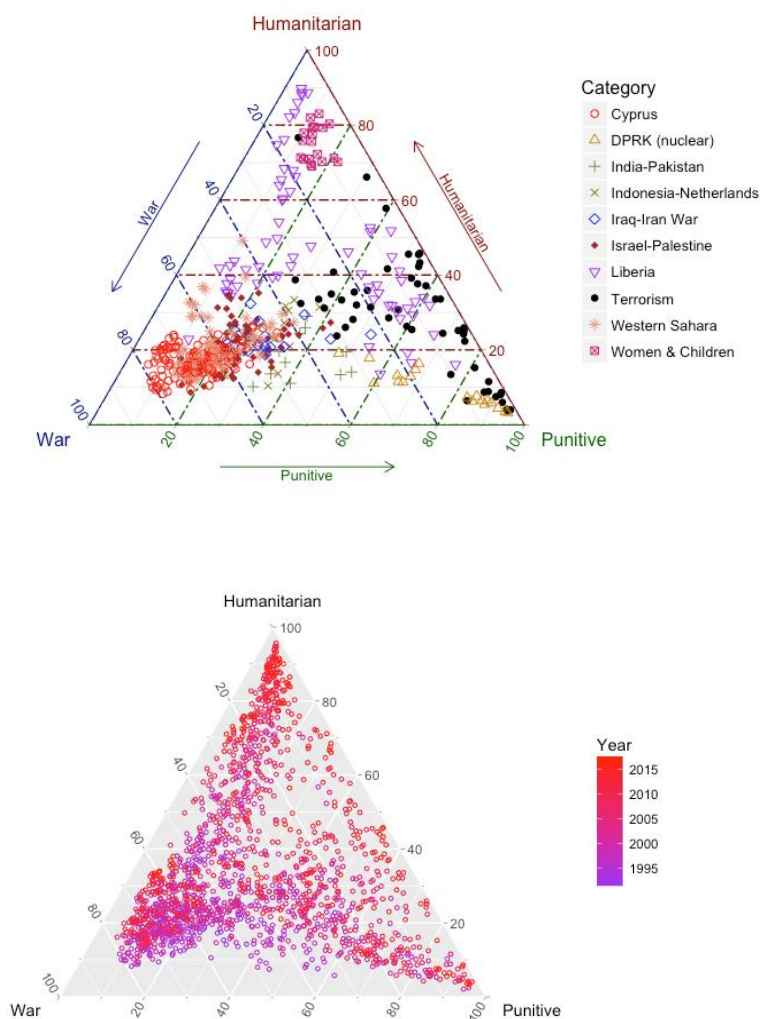 Humanitarian
100
20
80
40
60
60
40
80
20
100
War
Humanitarian
War
20
40
60
80
100
Punitive
Punitive
Category
Cyprus
DPRK (nuclear)
India-Pakistan
Indonesia-Netherlands
Iraq-Iran War
Israel-Palestine
Liberia
Terrorism
Western Sahara
Women & Children
Humanitarian
100
20
80
40
60
60
40
80
20
100
War
20
40
60
80
100
Punitive
Year
2015
2010
2000
1995